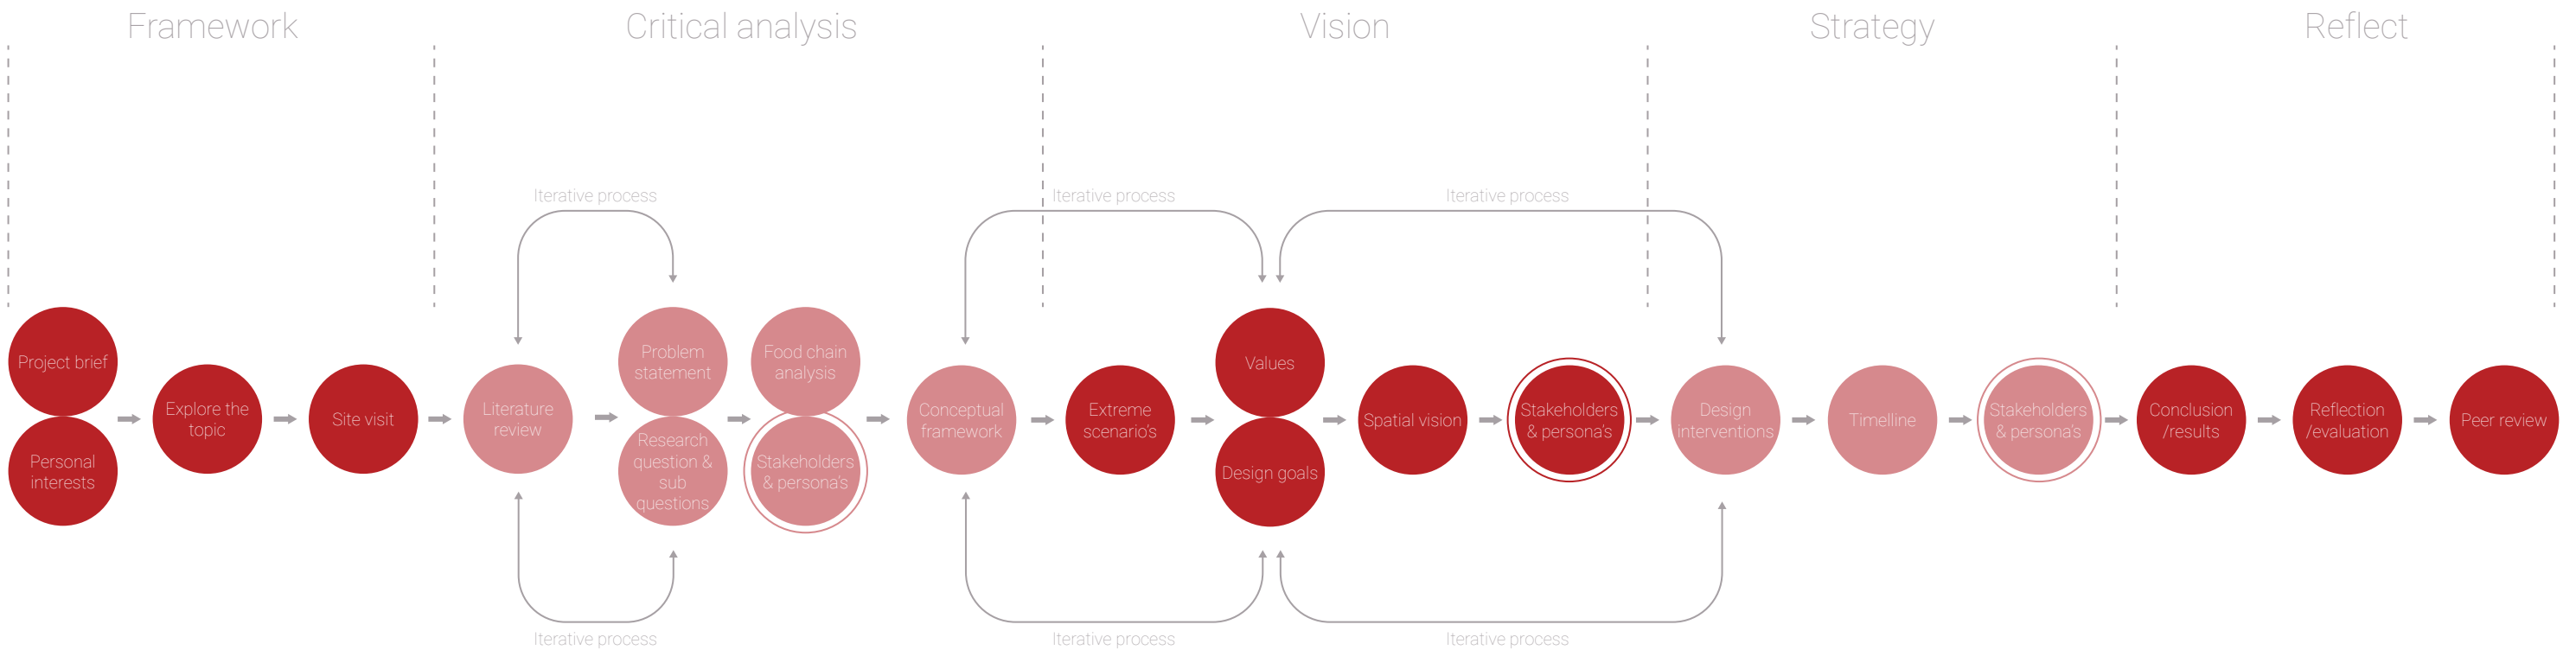 Framework
Critical analysis
Vision
Strategy
Reflect
Iterative process
Iterative process
Iterative process
Project brief
Personal
interests
Explore the
topic
Site visit
Literature
review
Problem
statement
Research
question &
sub
questions
Food chain
analysis
Stakeholders
& persona's
Conceptual
framework
Extreme
scenario's
Values
Design goals
Spatial vision
Stakeholders
& persona's
Design
interventions
Timelline
Stakeholders
& persona's
Conclusion
/results
Reflection
/evaluation
Peer review
Iterative process
Iterative process
Iterative process